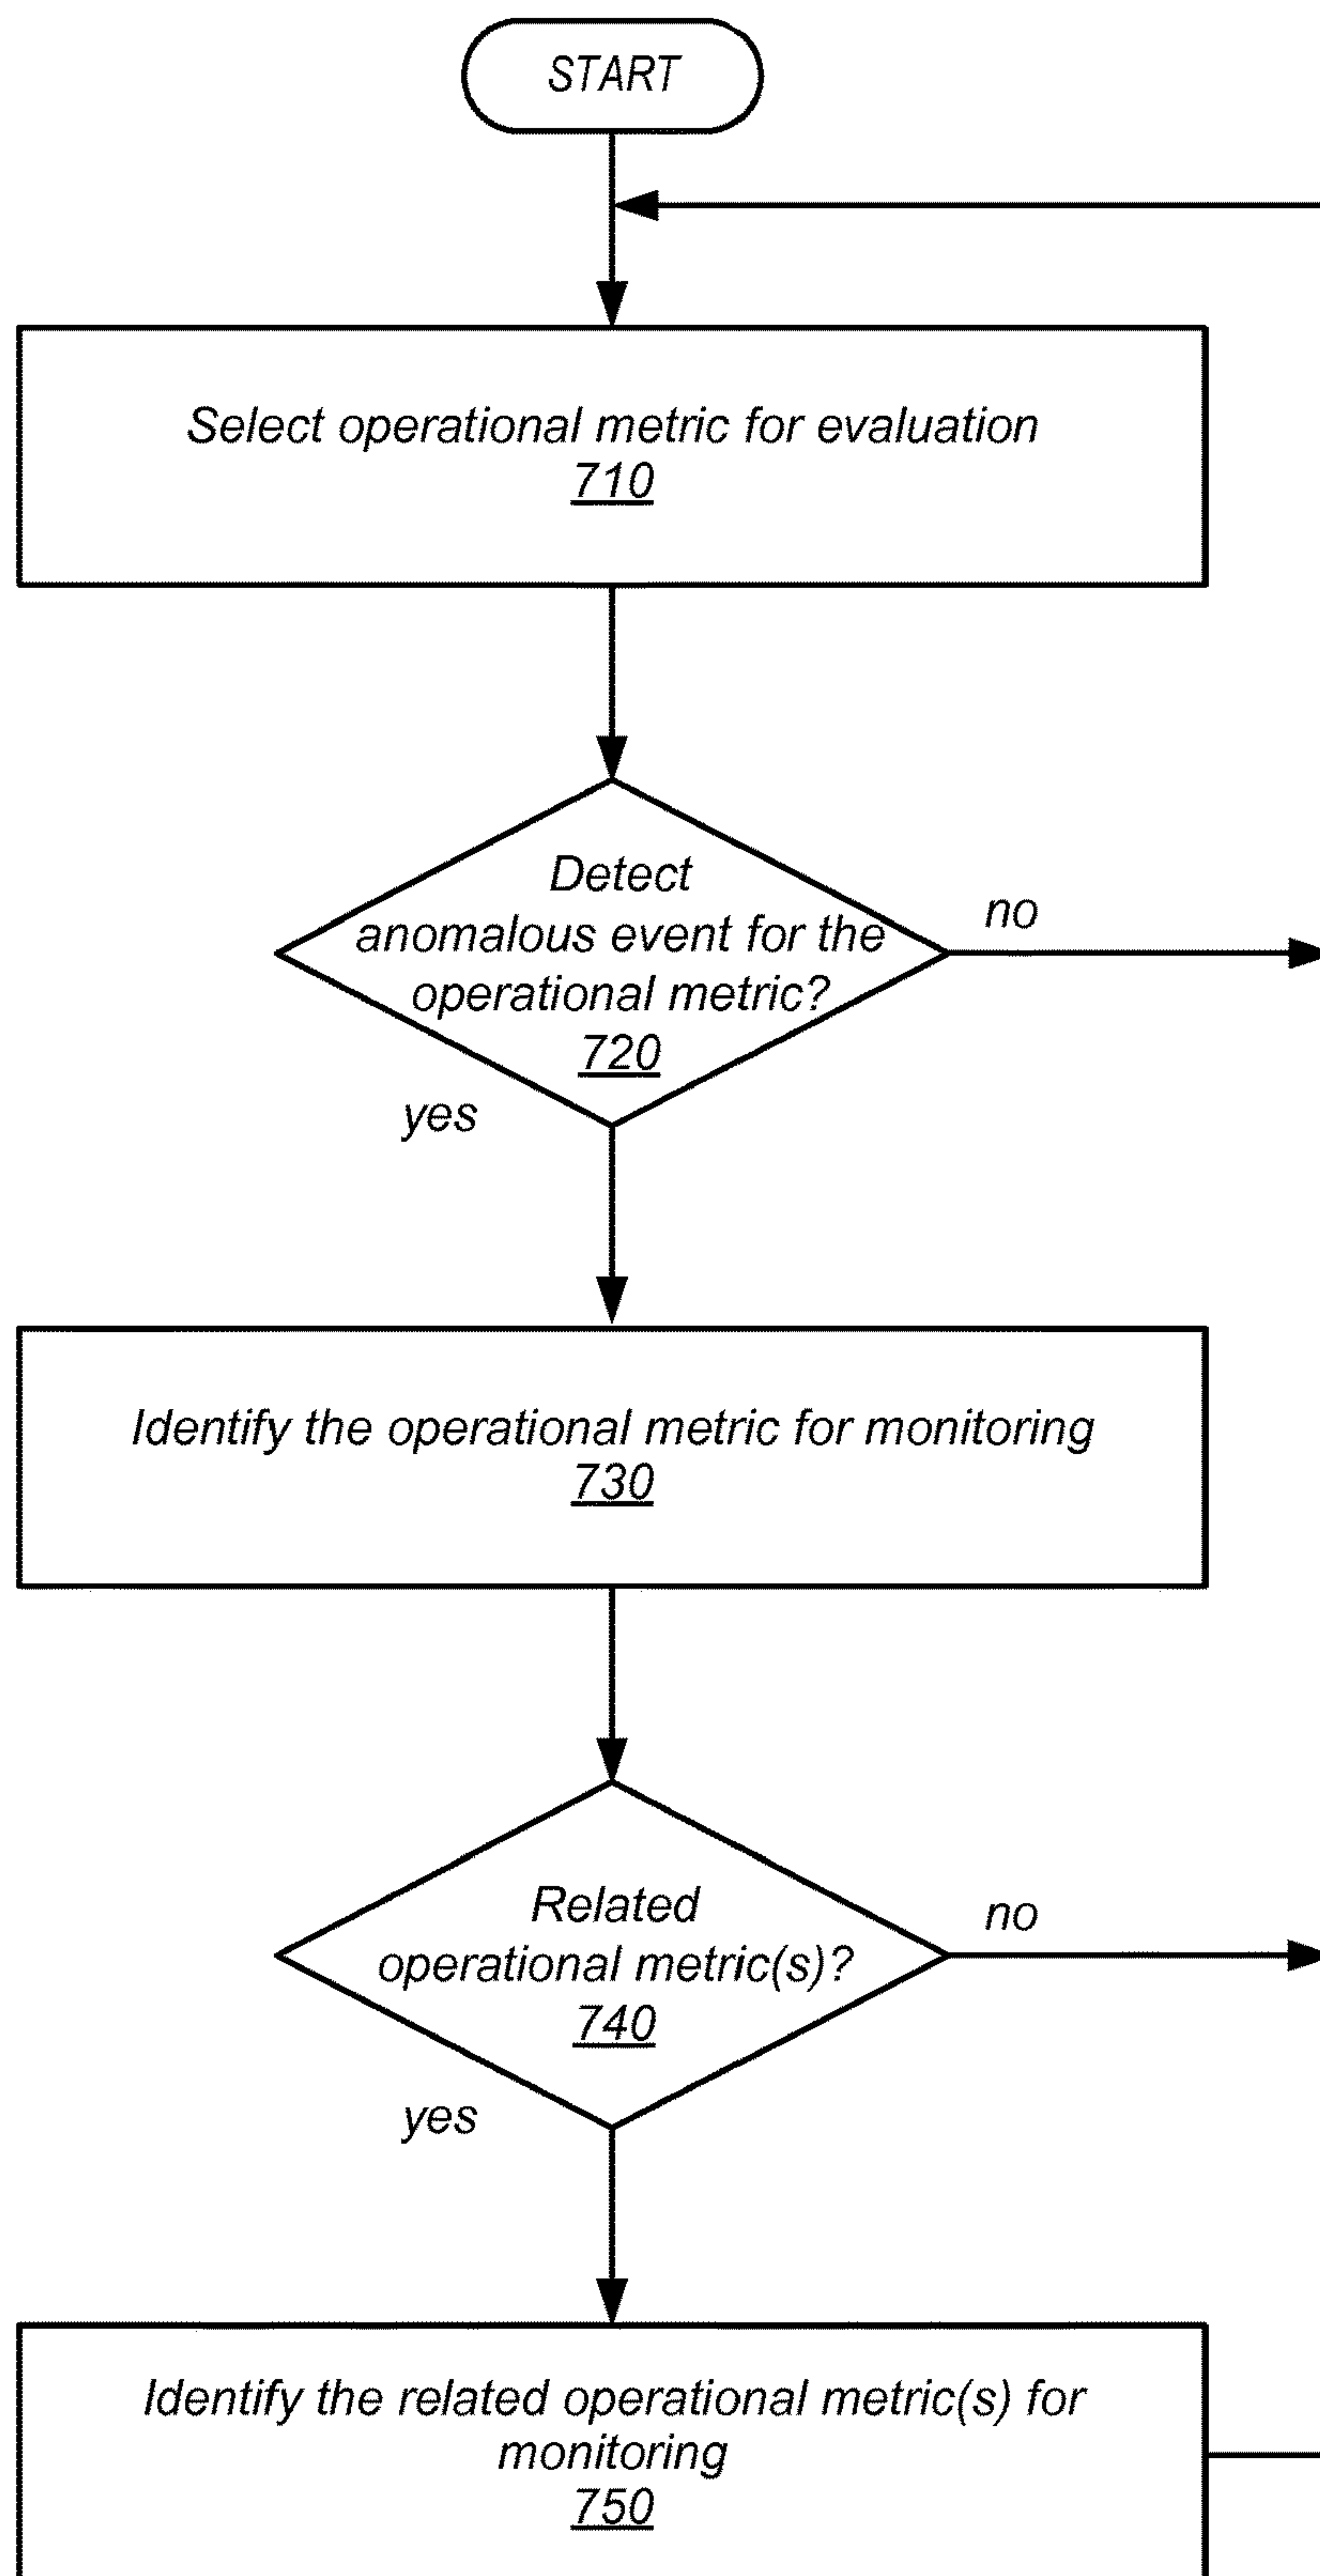 START
Select operational metric for evaluation
710
Detect
anomalous event for the
operational metric?
720
no
yes
Identify the operational metric for monitoring
730
Related
operational metric(s)?
740
no
yes
Identify the related operational metric(s) for
monitoring
750